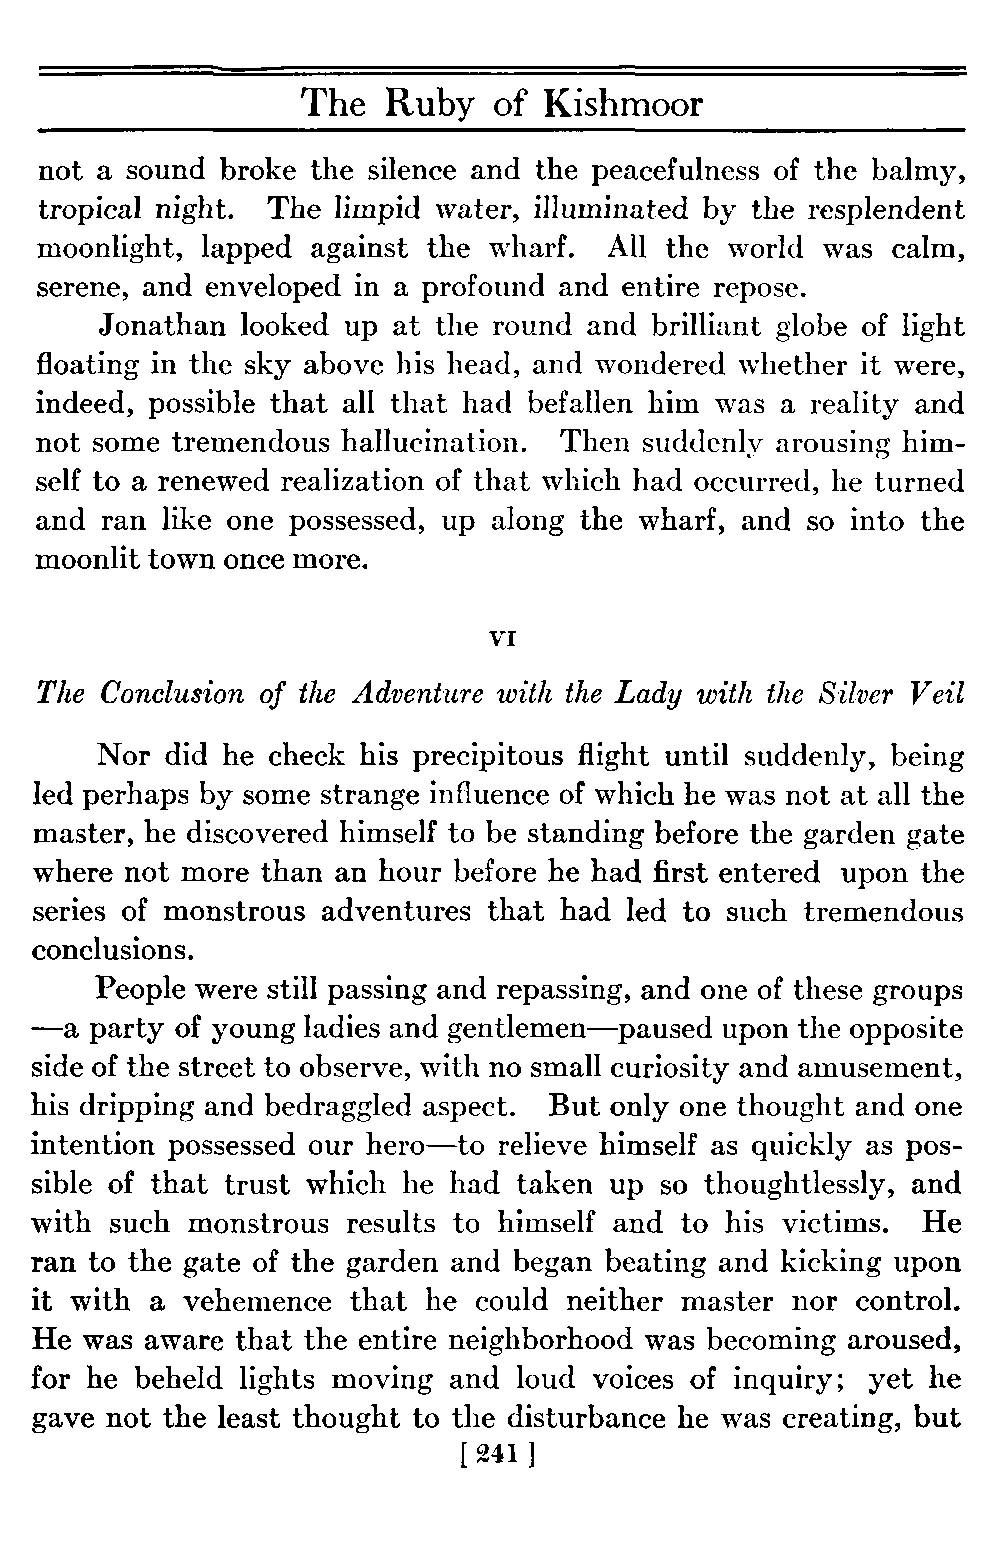 The Ruby of Kishmoor
not a sound broke the silence and the peacefulness of the balmy,
tropical night. The limpid water, illuminated by the resplendent
moonlight, lapped against the wharf. All the world was calm,
serene, and enveloped in a profound and entire repose.
Jonathan looked up at the round and brilliant globe of light
floating in the sky above his head, and wondered whether it were,
indeed, possible that all that had befallen him was a reality and
not some tremendous hallucination. Then suddenly arousing him-
self to a renewed realization of that which had occurred, he turned
and ran like one possessed, up along the wharf, and so into the
moonlit town once more.
VI
The Conclusion of the Adventure with the Lady with the Silver Veil
Nor did he check his precipitous flight until suddenly, being
led perhaps by some strange influence of which he was not at all the
master, he discovered himself to be standing before the garden gate
where not more than an hour before he had first entered upon the
series of monstrous adventures that had led to such tremendous
conclusions.
People were still passing and repassing, and one of these groups
—a party of young ladies and gentlemen—paused upon the opposite
side of the street to observe, with no small curiosity and amusement,
his dripping and bedraggled aspect. But only one thought and one
intention possessed our hero—to relieve himself as quickly as pos-
sible of that trust which he had taken up so thoughtlessly, and
with such monstrous results to himself and to his victims. He
ran to the gate of the garden and began beating and kicking upon
it with a vehemence that he could neither master nor control.
He was aware that the entire neighborhood was becoming aroused,
for he beheld lights moving and loud voices of inquiry; yet he
gave not the least thought to the disturbance he was creating, but
[ 241 ]